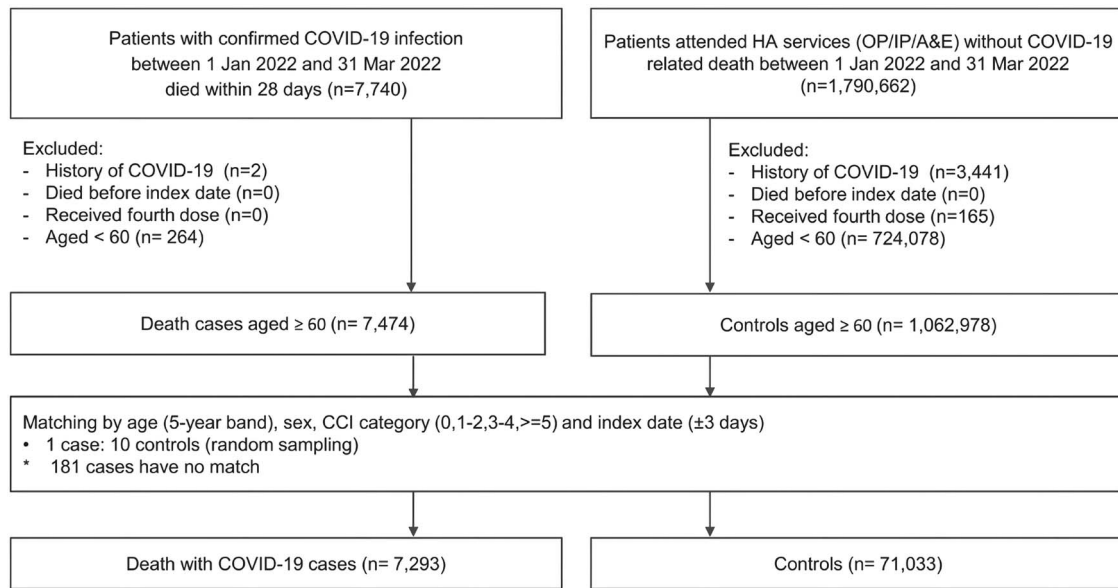 Patients with confirmed COVID-19 infection
between 1 Jan 2022 and 31 Mar 2022
died within 28 days (n=7,740)
Patients attended HA services (OP/IP/A&E) without COVID-19
related death between 1 Jan 2022 and 31 Mar 2022
(n=1,790,662)
Excluded:
- History of COVID-19 (n=2)
- Died before index date (n=0)
- Received fourth dose (n=0)
- Aged < 60 (n= 264)
Excluded:
- History of COVID-19 (n=3,441)
- Died before index date (n=0)
- Received fourth dose (n=165)
- Aged < 60 (n= 724,078)
Death cases aged ≥ 60 (n= 7,474)
Controls aged ≥ 60 (n= 1,062,978)
Matching by age (5-year band), sex, CCI category (0,1-2,3-4,>=5) and index date (±3 days)
• 1 case: 10 controls (random sampling)
* 181 cases have no match
Death with COVID-19 cases (n= 7,293)
Controls (n= 71,033)